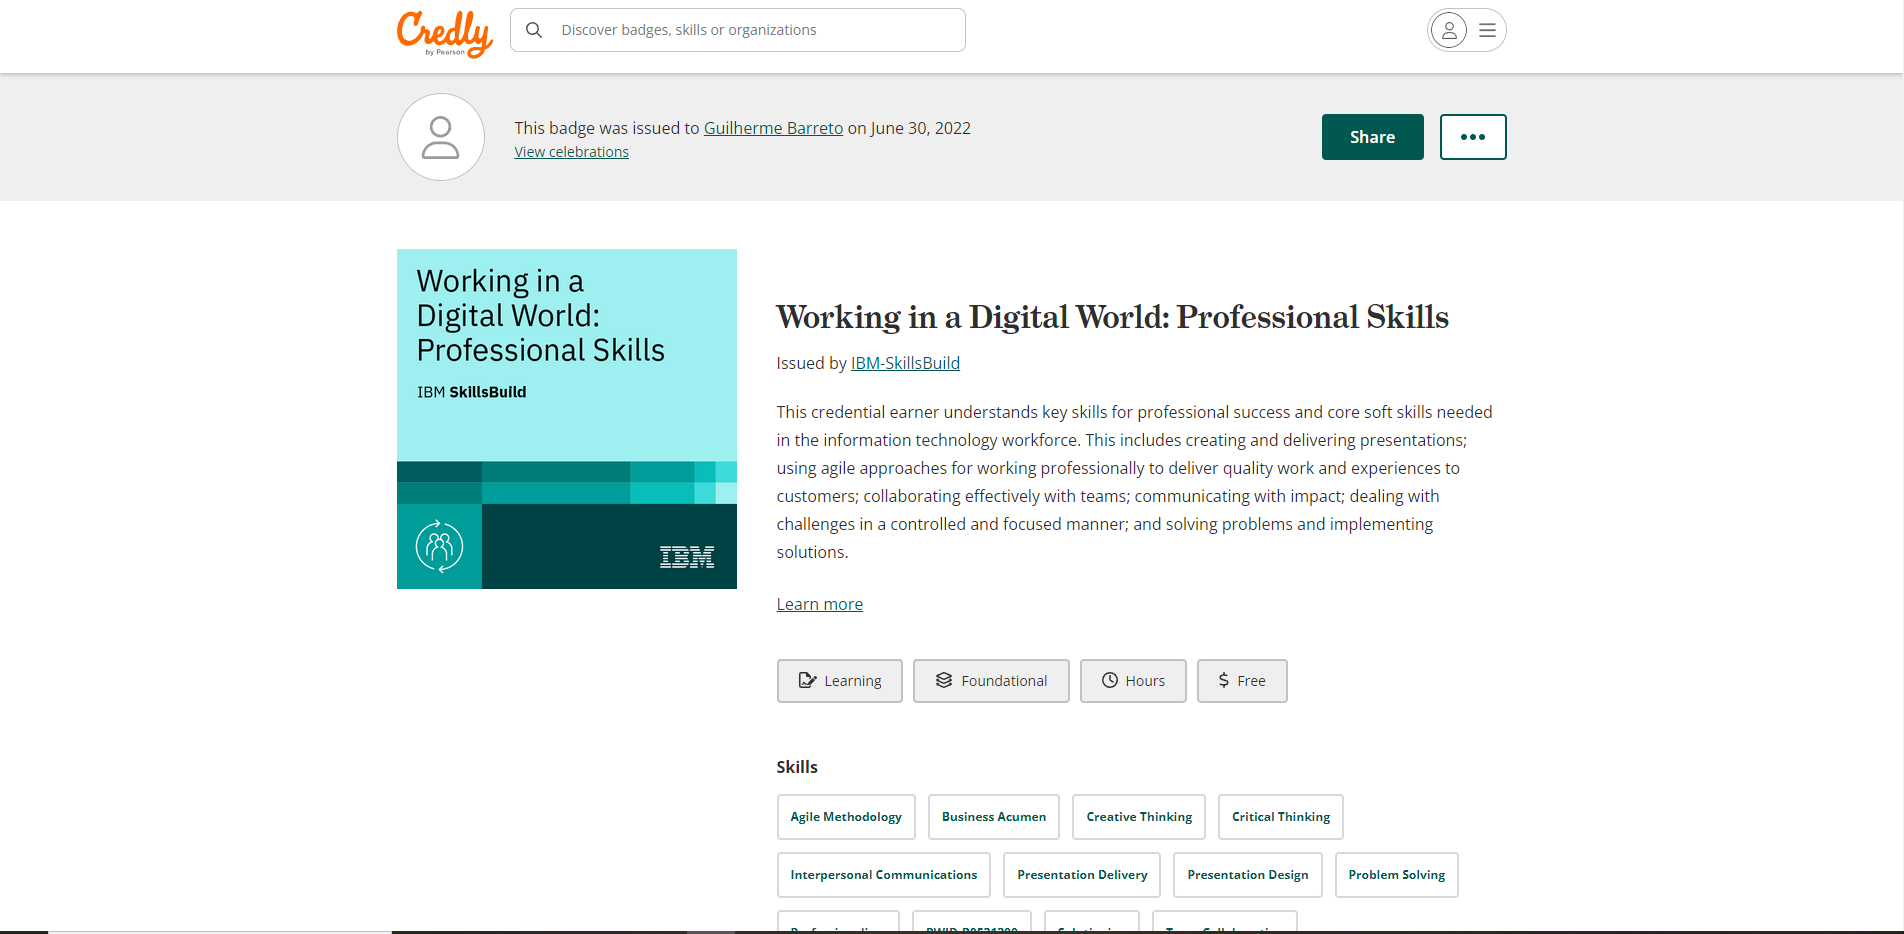 Credly
by Pearson
Discover badges, skills or organizations
This badge was issued to Guilherme Barreto on June 30, 2022
View celebrations
Share
•••
Working in a
Digital World:
Professional Skills
IBM SkillsBuild
IBM
Working in a Digital World: Professional Skills
Issued by IBM-SkillsBuild
This credential earner understands key skills for professional success and core soft skills needed
in the information technology workforce. This includes creating and delivering presentations;
using agile approaches for working professionally to deliver quality work and experiences to
customers; collaborating effectively with teams; communicating with impact; dealing with
challenges in a controlled and focused manner; and solving problems and implementing
solutions.
Learn more
Learning Foundational Hours $ Free
Skills
Agile Methodology Business Acumen Creative Thinking Critical Thinking
Interpersonal Communications Presentation Delivery Presentation Design Problem Solving